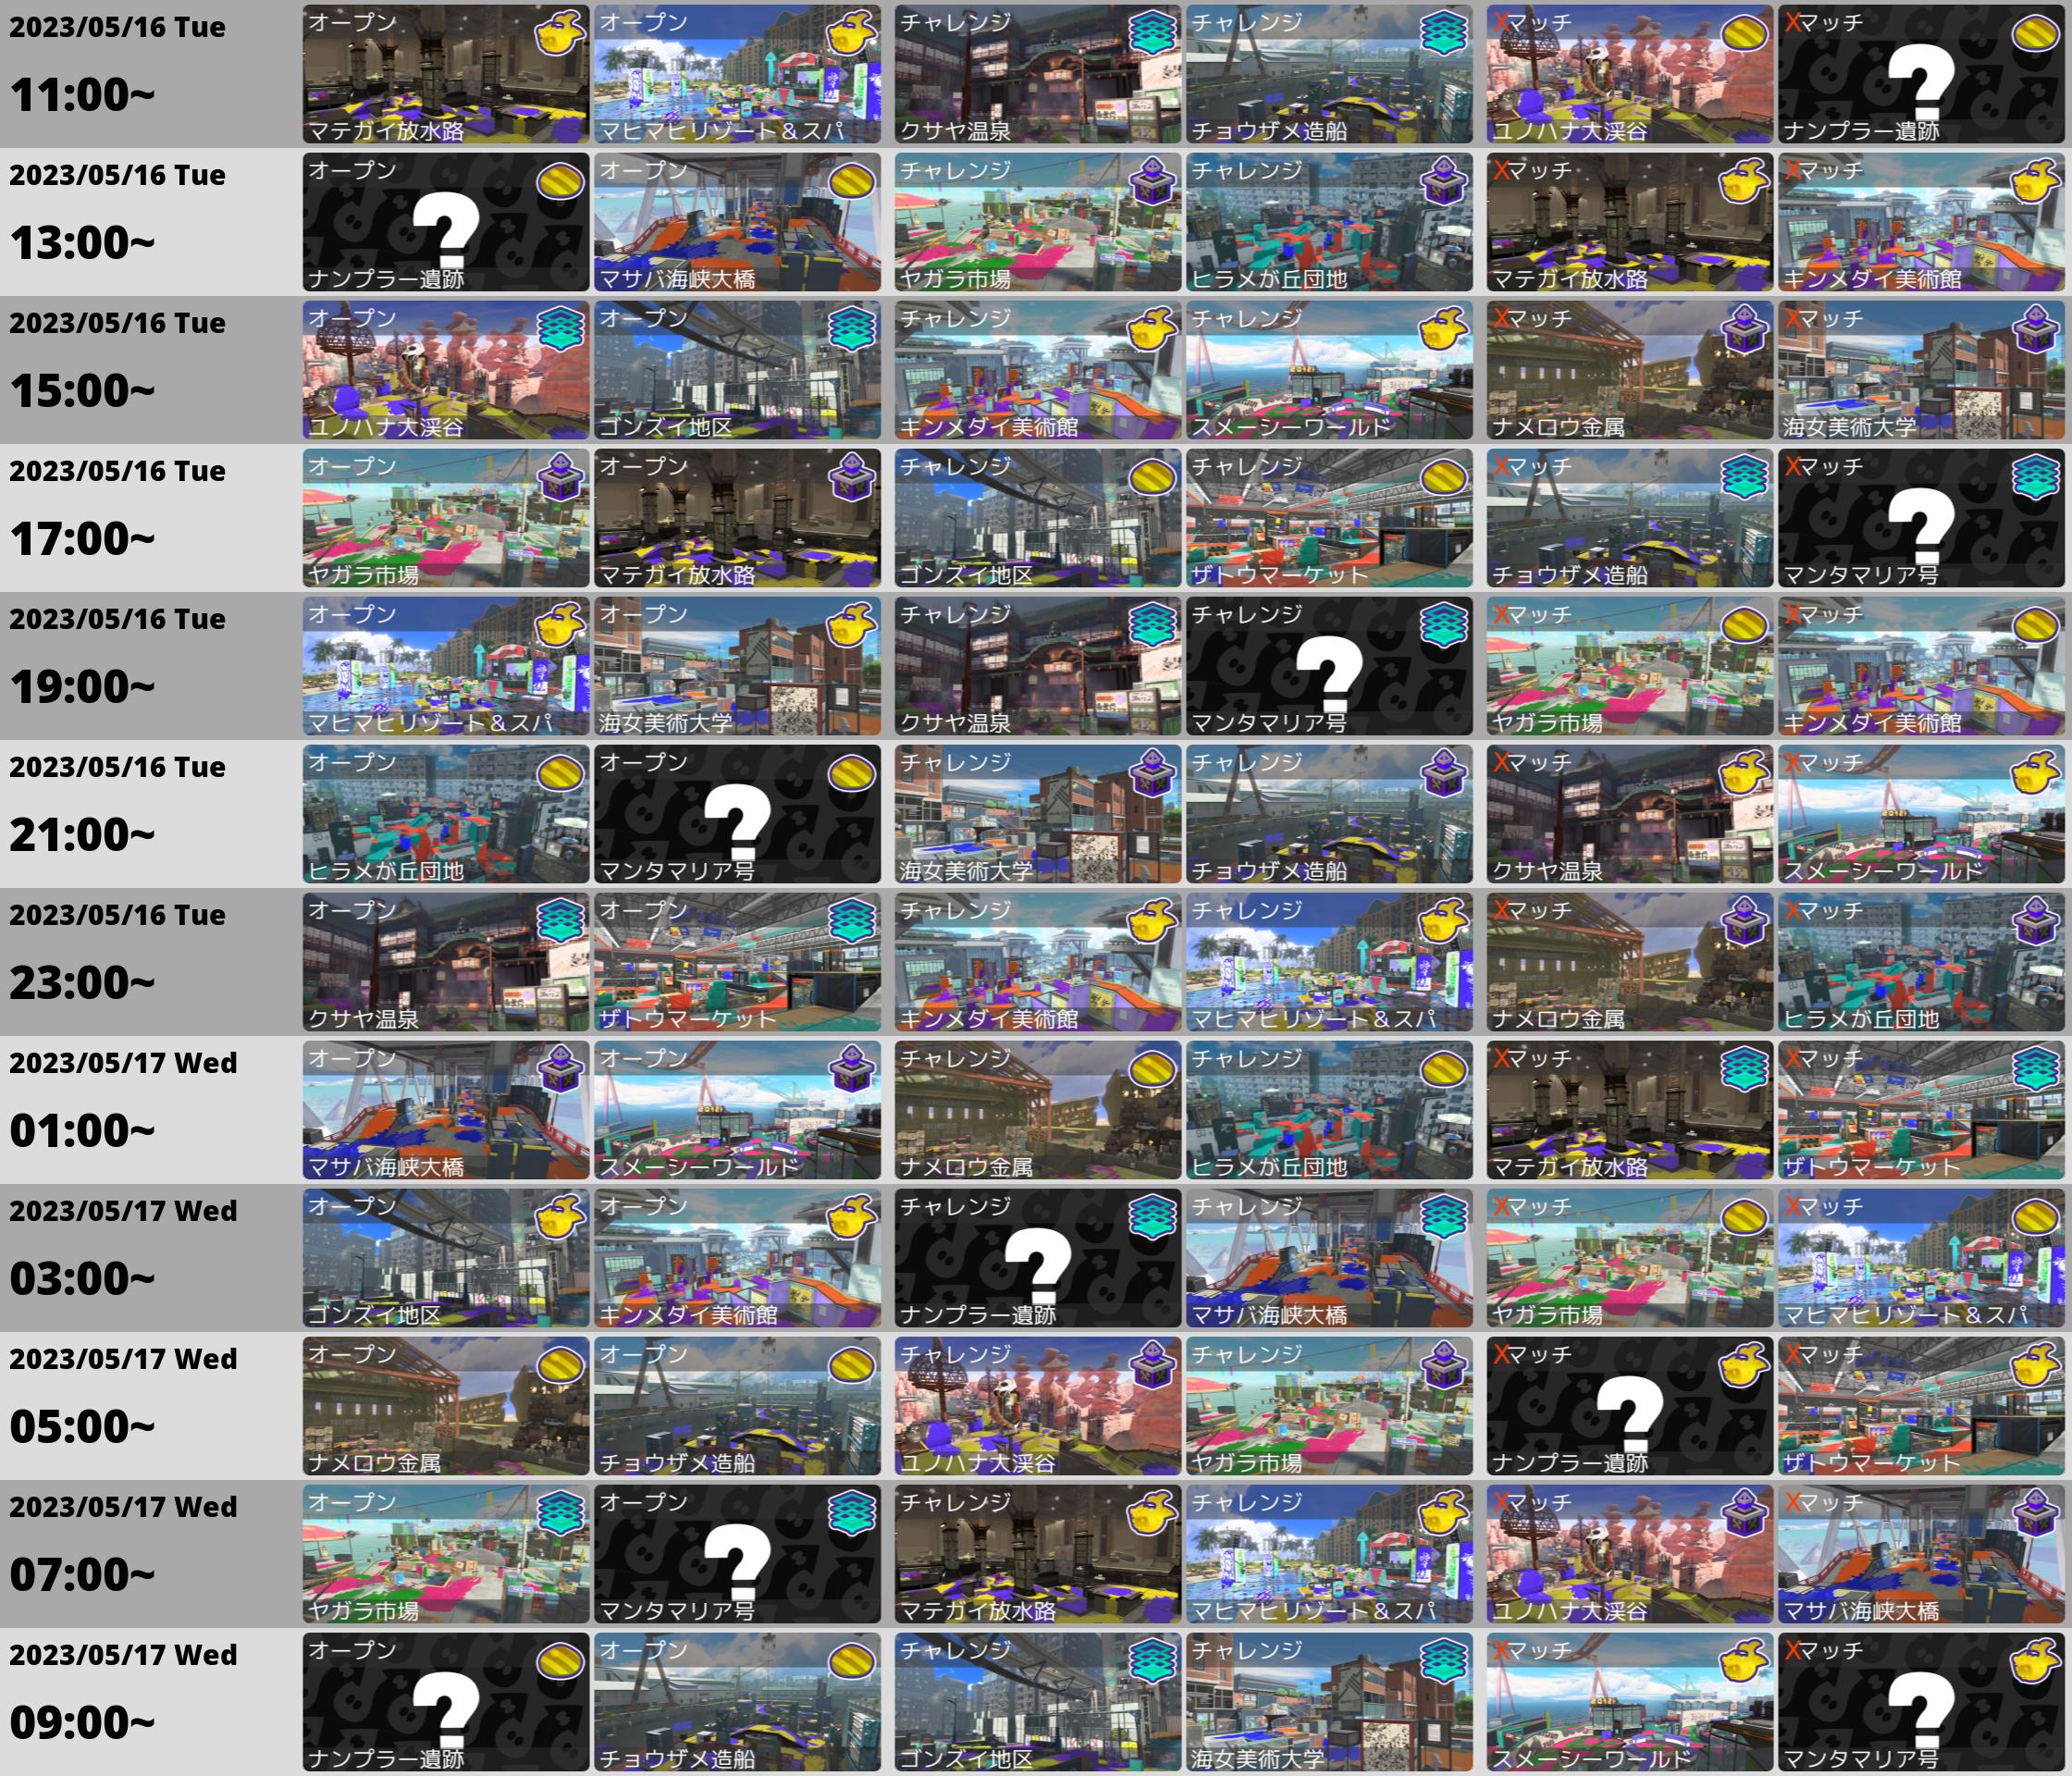 2023/05/16 Tue
11:00~
オープン
マテガイ放水路
オープン
マヒマヒリゾート＆スパ
チャレンジ
クサヤ温泉
チャレンジ
チョウザメ造船
Xマッチ
ユノハナ大渓谷
Xマッチ
ナンプラー遺跡
2023/05/16 Tue
13:00~
オープン
ナンプラー遺跡
オープン
マサバ海峡大橋
チャレンジ
ヤガラ市場
チャレンジ
ヒラメが丘団地
Xマッチ
マテガイ放水路
Xマッチ
キンメダイ美術館
2023/05/16 Tue
15:00~
オープン
ユノハナ大渓谷
オープン
ゴンズイ地区
チャレンジ
キンメダイ美術館
チャレンジ
スメーシーワールド
Xマッチ
ナメロウ金属
Xマッチ
海女美術大学
2023/05/16 Tue
17:00~
オープン
ヤガラ市場
オープン
マテガイ放水路
チャレンジ
ゴンズイ地区
チャレンジ
ザトウマーケット
Xマッチ
チョウザメ造船
Xマッチ
マンタマリア号
2023/05/16 Tue
19:00~
オープン
マヒマヒリゾート＆スパ
オープン
海女美術大学
チャレンジ
クサヤ温泉
チャレンジ
マンタマリア号
Xマッチ
ヤガラ市場
Xマッチ
キンメダイ美術館
2023/05/16 Tue
21:00~
オープン
ヒラメが丘団地
オープン
マンタマリア号
チャレンジ
海女美術大学
チャレンジ
チョウザメ造船
Xマッチ
クサヤ温泉
Xマッチ
スメーシーワールド
2023/05/16 Tue
23:00~
オープン
クサヤ温泉
オープン
ザトウマーケット
チャレンジ
キンメダイ美術館
チャレンジ
マヒマヒリゾート＆スパ
Xマッチ
ナメロウ金属
Xマッチ
ヒラメが丘団地
2023/05/17 Wed
01:00~
オープン
マサバ海峡大橋
オープン
スメーシーワールド
チャレンジ
ナメロウ金属
チャレンジ
ヒラメが丘団地
Xマッチ
マテガイ放水路
Xマッチ
ザトウマーケット
2023/05/17 Wed
03:00~
オープン
ゴンズイ地区
オープン
キンメダイ美術館
チャレンジ
ナンプラー遺跡
チャレンジ
マサバ海峡大橋
Xマッチ
ヤガラ市場
Xマッチ
マヒマヒリゾート＆スパ
2023/05/17 Wed
05:00~
オープン
ナメロウ金属
オープン
チョウザメ造船
チャレンジ
ユノハナ大渓谷
チャレンジ
ヤガラ市場
Xマッチ
ナンプラー遺跡
Xマッチ
ザトウマーケット
2023/05/17 Wed
07:00~
オープン
ヤガラ市場
オープン
マンタマリア号
チャレンジ
マテガイ放水路
チャレンジ
マヒマヒリゾート＆スパ
Xマッチ
ユノハナ大渓谷
Xマッチ
マサバ海峡大橋
2023/05/17 Wed
09:00~
オープン
ナンプラー遺跡
オープン
チョウザメ造船
チャレンジ
ゴンズイ地区
チャレンジ
海女美術大学
Xマッチ
スメーシーワールド
Xマッチ
マンタマリア号